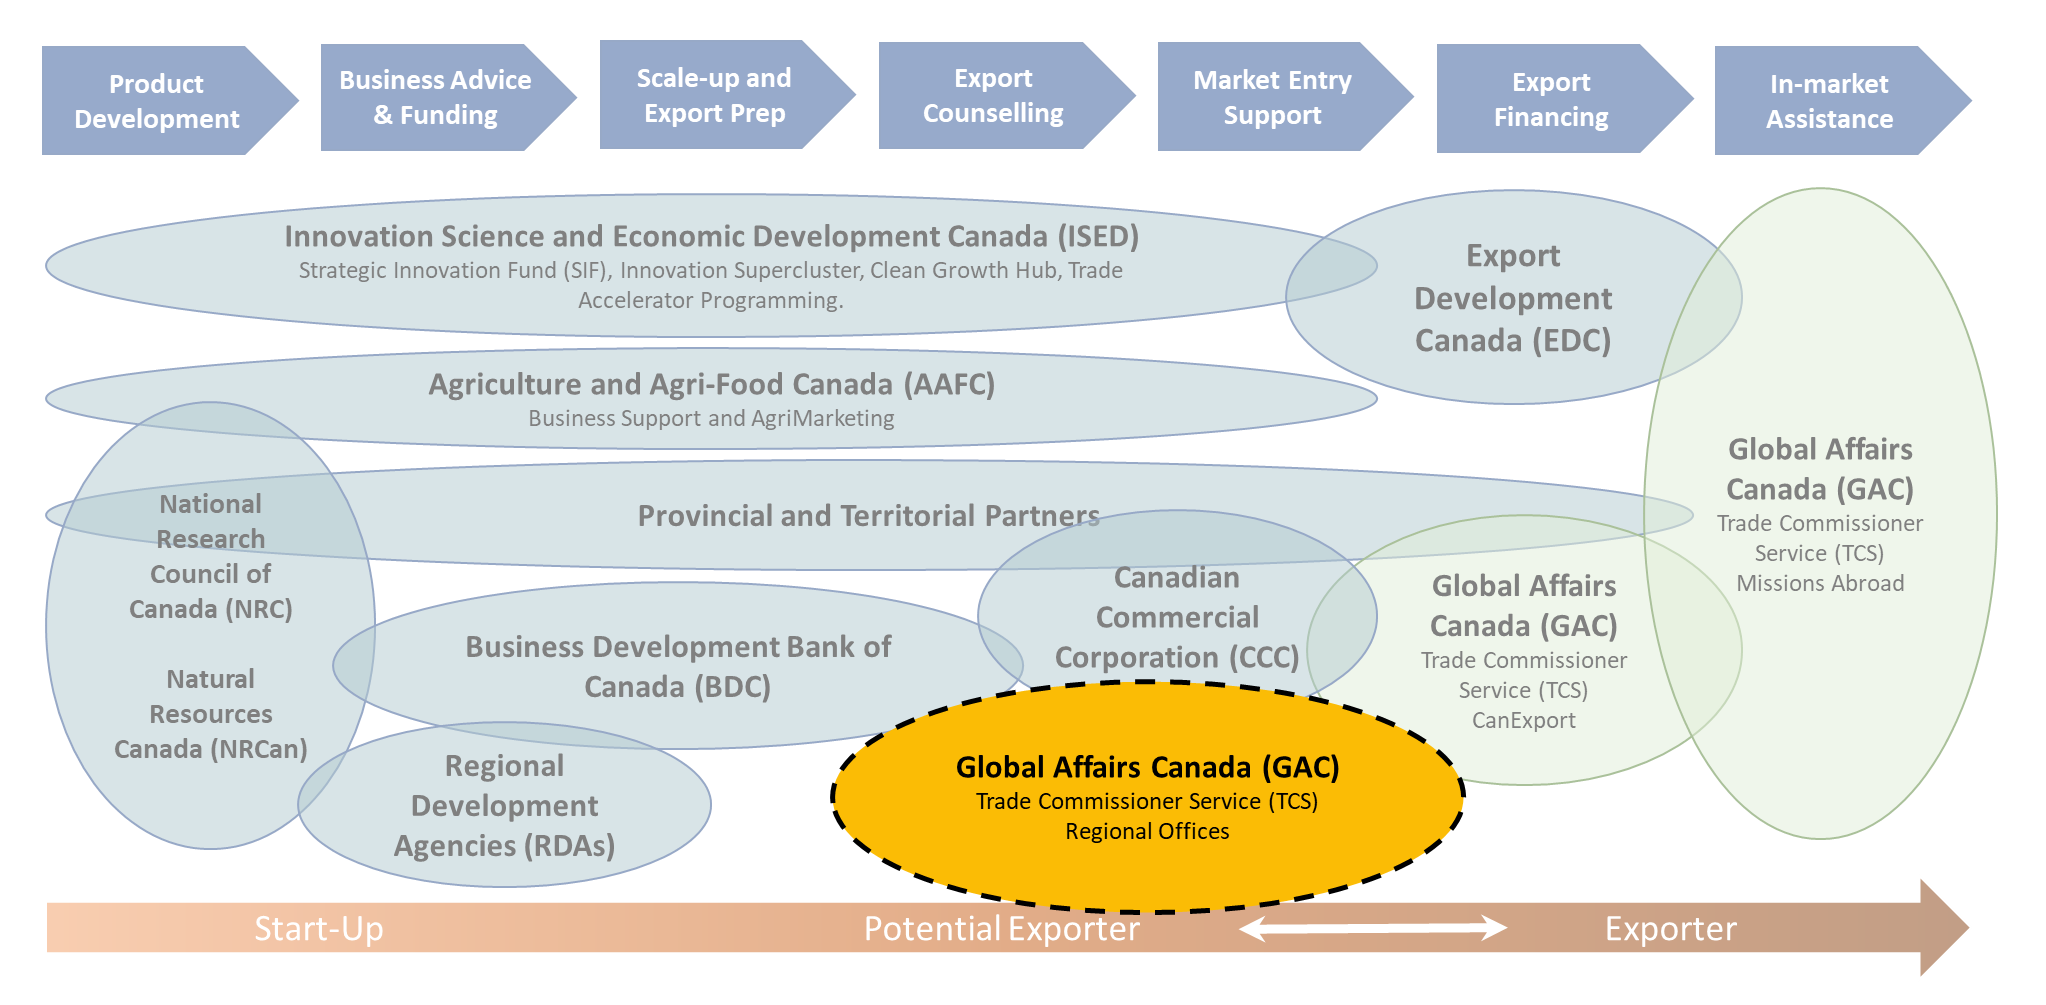 Product
Development
Business Advice
& Funding
Scale-up and
Export Prep
Export
Counselling
Market Entry
Support
Export
Financing
In-market
Assistance
Innovation Science and Economic Development Canada (ISED)
Strategic Innovation Fund (SIF), Innovation Supercluster, Clean Growth Hub, Trade
Accelerator Programming.
Export
Development
Canada (EDC)
Agriculture and Agri-Food Canada (AAFC)
Business Support and AgriMarketing
Global Affairs
Canada (GAC)
Trade Commissioner
Service (TCS)
Missions Abroad
National
Research
Council of
Canada (NRC)
Natural
Resources
Canada (NRCan)
Provincial and Territorial Partners
Canadian
Commercial
Corporation (CCC)
Global Affairs
Canada (GAC)
Trade Commissioner
Service (TCS)
CanExport
Business Development Bank of
Canada (BDC)
Regional
Development
Agencies (RDAs)
Global Affairs Canada (GAC)
Trade Commissioner Service (TCS)
Regional Offices
Start-Up
Potential Exporter
Exporter